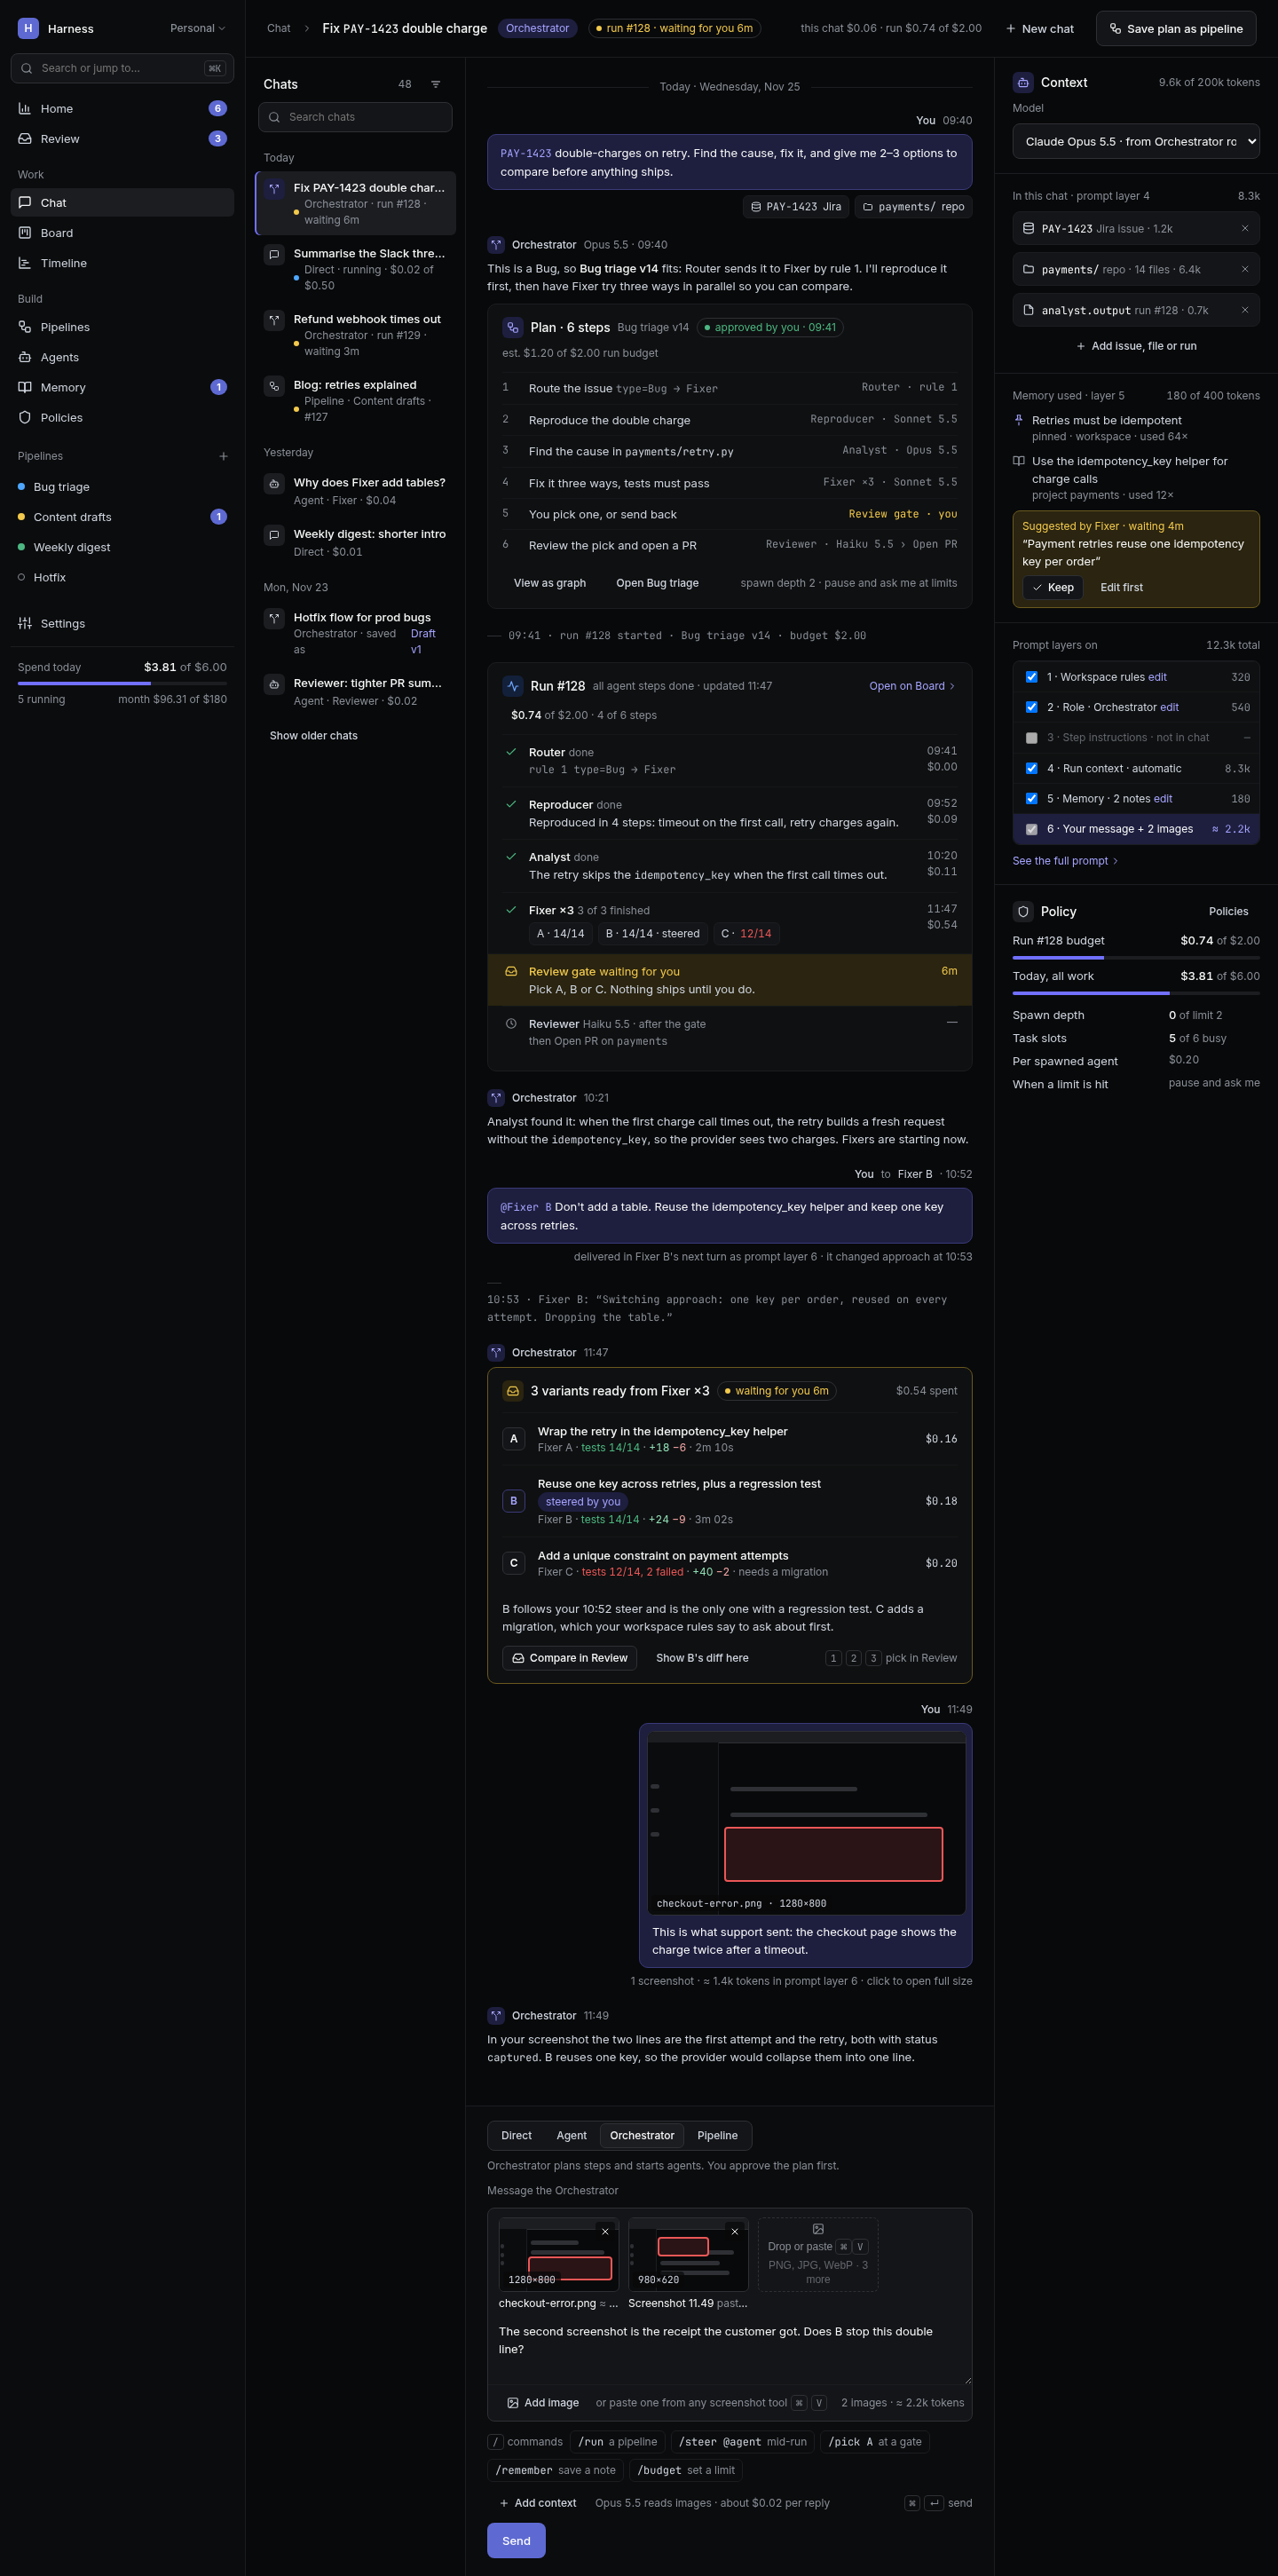 H Harness Personal
Search or jump to... ⌘K
Home 6
Review 3
Work
Chat
Board
Timeline
Build
Pipelines
Agents
Memory 1
Policies
Pipelines +
Bug triage
Content drafts 1
Weekly digest
Hotfix
Settings
Spend today $3.81 of $6.00
5 running month $96.31 of $180
Chat › Fix PAY-1423 double charge Orchestrator run #128 · waiting for you 6m this chat $0.06 · run $0.74 of $2.00 + New chat Save plan as pipeline
Chats 48
Search chats
Today
Fix PAY-1423 double char...
Orchestrator · run #128 ·
waiting 6m
Summarise the Slack thre...
Direct · running · $0.02 of
$0.50
Refund webhook times out
Orchestrator · run #129 ·
waiting 3m
Blog: retries explained
Pipeline · Content drafts ·
#127
Yesterday
Why does Fixer add tables?
Agent · Fixer · $0.04
Weekly digest: shorter intro
Direct · $0.01
Mon, Nov 23
Hotfix flow for prod bugs
Orchestrator · saved Draft
as v1
Reviewer: tighter PR sum...
Agent · Reviewer · $0.02
Show older chats
Today · Wednesday, Nov 25
You 09:40
PAY-1423 double-charges on retry. Find the cause, fix it, and give me 2–3 options to
compare before anything ships.
PAY-1423 Jira payments/ repo
Orchestrator Opus 5.5 · 09:40
This is a Bug, so Bug triage v14 fits: Router sends it to Fixer by rule 1. I'll reproduce it
first, then have Fixer try three ways in parallel so you can compare.
Plan · 6 steps Bug triage v14 approved by you · 09:41
est. $1.20 of $2.00 run budget
1 Route the issue type=Bug → Fixer Router · rule 1
2 Reproduce the double charge Reproducer · Sonnet 5.5
3 Find the cause in payments/retry.py Analyst · Opus 5.5
4 Fix it three ways, tests must pass Fixer ×3 · Sonnet 5.5
5 You pick one, or send back Review gate · you
6 Review the pick and open a PR Reviewer · Haiku 5.5 › Open PR
View as graph Open Bug triage spawn depth 2 · pause and ask me at limits
09:41 · run #128 started · Bug triage v14 · budget $2.00
Run #128 all agent steps done · updated 11:47 Open on Board ›
$0.74 of $2.00 · 4 of 6 steps
Router done 09:41
rule 1 type=Bug → Fixer $0.00
Reproducer done 09:52
Reproduced in 4 steps: timeout on the first call, retry charges again. $0.09
Analyst done 10:20
The retry skips the idempotency_key when the first call times out. $0.11
Fixer ×3 3 of 3 finished 11:47
A · 14/14 B · 14/14 · steered C · 12/14 $0.54
Review gate waiting for you 6m
Pick A, B or C. Nothing ships until you do.
Reviewer Haiku 5.5 · after the gate —
then Open PR on payments
Orchestrator 10:21
Analyst found it: when the first charge call times out, the retry builds a fresh request
without the idempotency_key, so the provider sees two charges. Fixers are starting now.
You to Fixer B · 10:52
@Fixer B Don't add a table. Reuse the idempotency_key helper and keep one key
across retries.
delivered in Fixer B's next turn as prompt layer 6 · it changed approach at 10:53
10:53 · Fixer B: “Switching approach: one key per order, reused on every
attempt. Dropping the table.”
Orchestrator 11:47
3 variants ready from Fixer ×3 waiting for you 6m $0.54 spent
A Wrap the retry in the idempotency_key helper $0.16
Fixer A · tests 14/14 · +18 −6 · 2m 10s
Reuse one key across retries, plus a regression test
B steered by you $0.18
Fixer B · tests 14/14 · +24 −9 · 3m 02s
C Add a unique constraint on payment attempts $0.20
Fixer C · tests 12/14, 2 failed · +40 −2 · needs a migration
B follows your 10:52 steer and is the only one with a regression test. C adds a
migration, which your workspace rules say to ask about first.
Compare in Review Show B's diff here 1 2 3 pick in Review
You 11:49
checkout-error.png · 1280×800
This is what support sent: the checkout page shows the
charge twice after a timeout.
1 screenshot · ≈ 1.4k tokens in prompt layer 6 · click to open full size
Orchestrator 11:49
In your screenshot the two lines are the first attempt and the retry, both with status
captured. B reuses one key, so the provider would collapse them into one line.
Direct Agent Orchestrator Pipeline
Orchestrator plans steps and starts agents. You approve the plan first.
Message the Orchestrator
1280×800 980×620
Drop or paste ⌘ V
PNG, JPG, WebP · 3
more
checkout-error.png ≈ ... Screenshot 11.49 past...
The second screenshot is the receipt the customer got. Does B stop this double
line?
Add image or paste one from any screenshot tool ⌘ V 2 images · ≈ 2.2k tokens
/ commands /run a pipeline /steer @agent mid-run /pick A at a gate
/remember save a note /budget set a limit
+ Add context Opus 5.5 reads images · about $0.02 per reply ⌘ ↵ send
Send
Context 9.6k of 200k tokens
Model
Claude Opus 5.5 · from Orchestrator rc
In this chat · prompt layer 4 8.3k
PAY-1423 Jira issue · 1.2k ×
payments/ repo · 14 files · 6.4k ×
analyst.output run #128 · 0.7k ×
+ Add issue, file or run
Memory used · layer 5 180 of 400 tokens
Retries must be idempotent
pinned · workspace · used 64×
Use the idempotency_key helper for
charge calls
project payments · used 12×
Suggested by Fixer · waiting 4m
“Payment retries reuse one idempotency
key per order”
Keep Edit first
Prompt layers on 12.3k total
1 · Workspace rules edit 320
2 · Role · Orchestrator edit 540
3 · Step instructions · not in chat —
4 · Run context · automatic 8.3k
5 · Memory · 2 notes edit 180
6 · Your message + 2 images ≈ 2.2k
See the full prompt ›
Policy Policies
Run #128 budget $0.74 of $2.00
Today, all work $3.81 of $6.00
Spawn depth 0 of limit 2
Task slots 5 of 6 busy
Per spawned agent $0.20
When a limit is hit pause and ask me